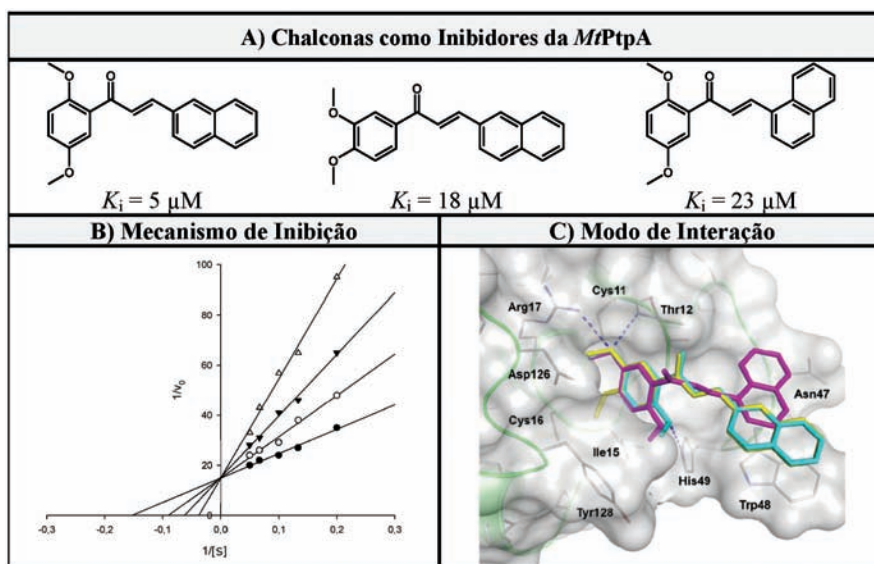 A) Chalconas como Inibidores da MtPtpA
O
O
O
O
O
O
O
O
O
Ki = 5 µM
Ki = 18 µM
Ki = 23 µM
B) Mecanismo de Inibição
C) Modo de Interação
100
80
60
40
20
0
1/v0
-0,3
-0,2
-0,1
0,0
0,1
0,2
0,3
1/[S]
Cys11
Arg17
Thr12
Asp126
Asn47
Cys16
Ile15
His49
Trp48
Tyr128